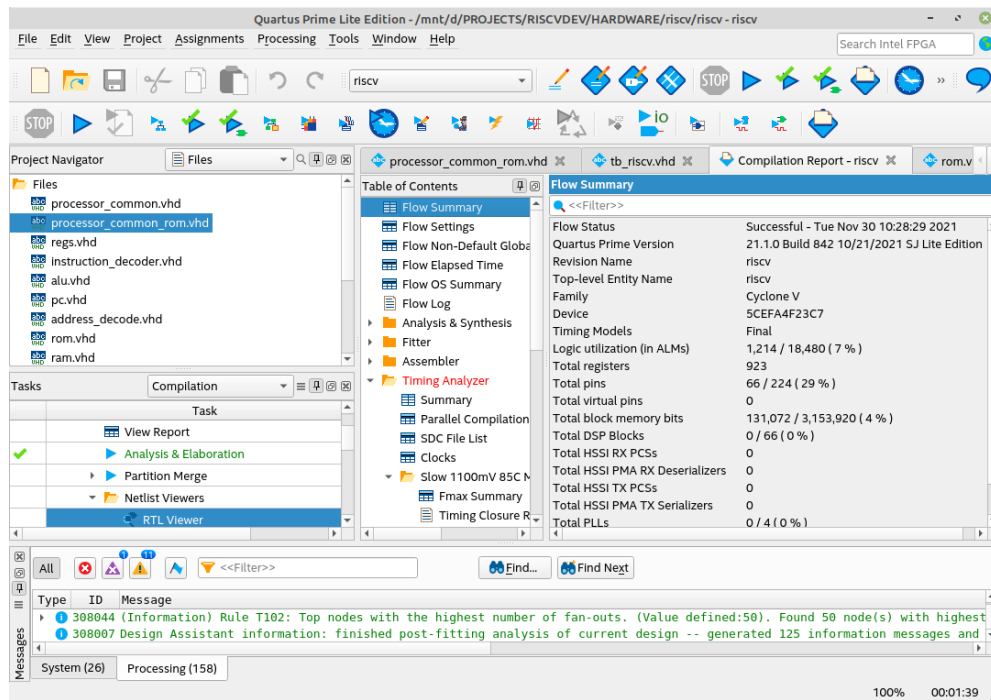 Quartus Prime Lite Edition - /mnt/d/PROJECTS/RISCVDEV/HARDWARE/riscv/riscv - riscv
File Edit View Project Assignments Processing Tools Window Help
Search Intel FPGA
riscv
STOP
»
STOP
io
Project Navigator
Files
processor_common_rom.vhd
tb_riscv.vhd
Compilation Report - riscv
rom.v
Files
processor_common.vhd
processor_common_rom.vhd
regs.vhd
instruction_decoder.vhd
alu.vhd
pc.vhd
address_decode.vhd
rom.vhd
ram.vhd
Tasks
Compilation
Task
View Report
Analysis & Elaboration
Partition Merge
Netlist Viewers
RTL Viewer
Table of Contents
Flow Summary
Flow Settings
Flow Non-Default Globa
Flow Elapsed Time
Flow OS Summary
Flow Log
Analysis & Synthesis
Fitter
Assembler
Timing Analyzer
Summary
Parallel Compilation
SDC File List
Clocks
Slow 1100mV 85C M
Fmax Summary
Timing Closure R
Flow Summary
<<Filter>>
Flow Status Successful - Tue Nov 30 10:28:29 2021
Quartus Prime Version 21.1.0 Build 842 10/21/2021 SJ Lite Edition
Revision Name riscv
Top-level Entity Name riscv
Family Cyclone V
Device 5CEFA4F23C7
Timing Models Final
Logic utilization (in ALMs) 1,214 / 18,480 ( 7 % )
Total registers 923
Total pins 66 / 224 ( 29 % )
Total virtual pins 0
Total block memory bits 131,072 / 3,153,920 ( 4 % )
Total DSP Blocks 0 / 66 ( 0 % )
Total HSSI RX PCSs 0
Total HSSI PMA RX Deserializers 0
Total HSSI TX PCSs 0
Total HSSI PMA TX Serializers 0
Total PLLs 0 / 4 ( 0 % )
Messages
All
1
11
<<Filter>>
Find...
Find Next
Type ID Message
308044 (Information) Rule T102: Top nodes with the highest number of fan-outs. (Value defined:50). Found 50 node(s) with highest
308007 Design Assistant information: finished post-fitting analysis of current design -- generated 125 information messages and
System (26) Processing (158)
100% 00:01:39